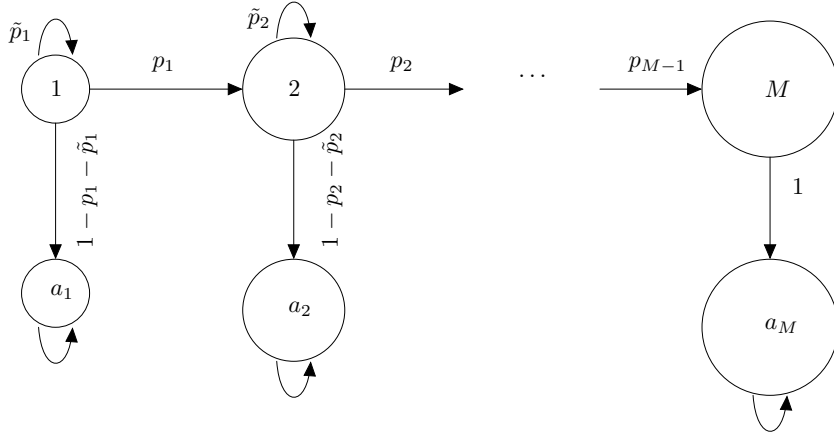 p̃₁
p̃₂
1
p₁
2
p₂
...
p_{M−1}
M
1 − p₁ − p̃₁
1 − p₂ − p̃₂
1
a₁
a₂
a_M